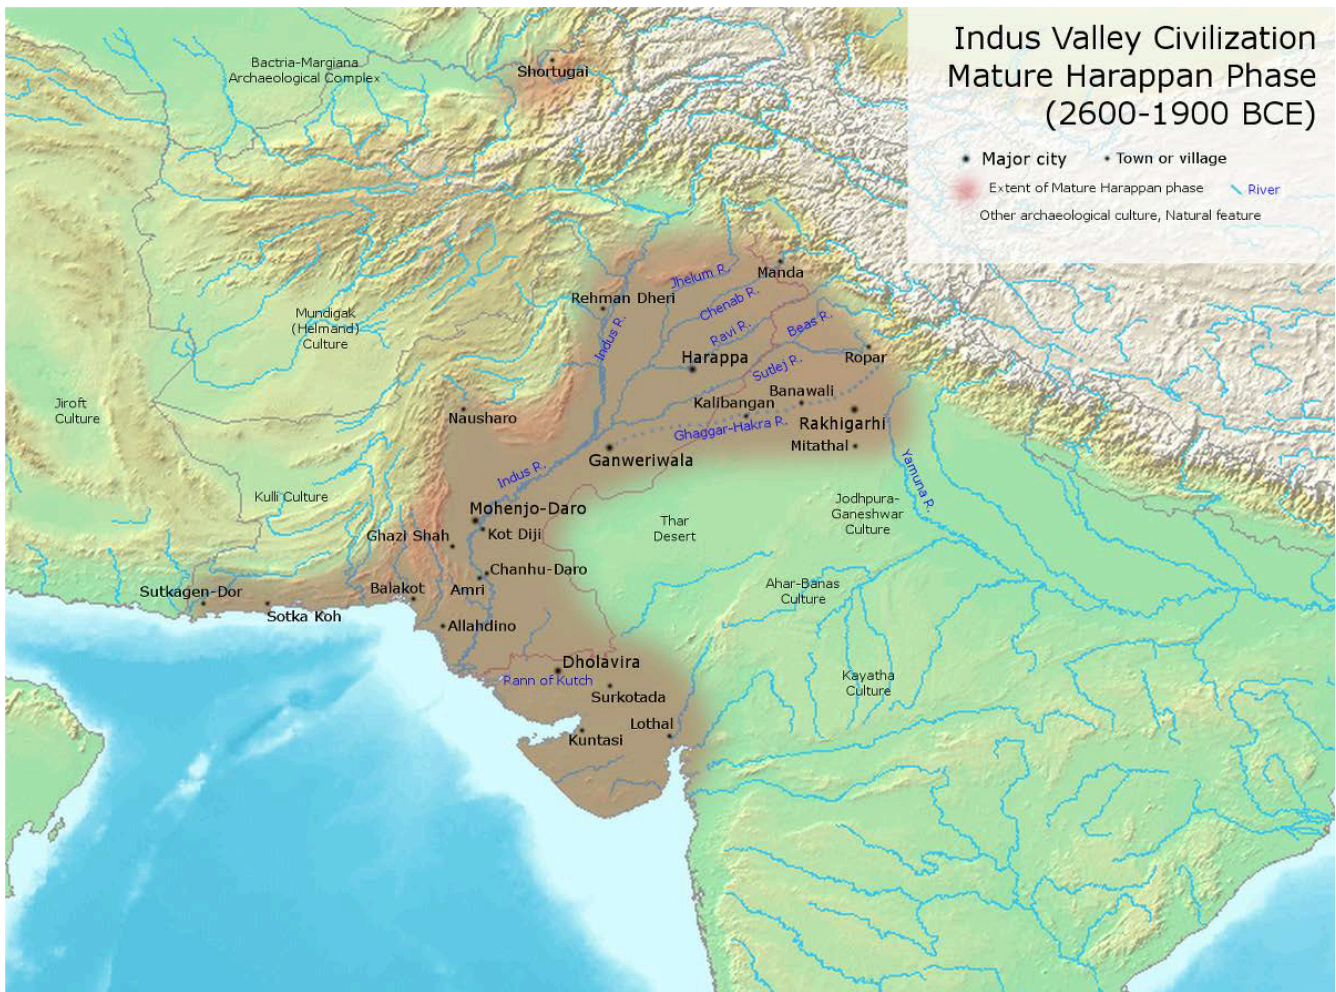 Indus Valley Civilization
Mature Harappan Phase
(2600-1900 BCE)
Major city
Town or village
Extent of Mature Harappan phase
River
Other archaeological culture, Natural feature
Bactria-Margiana
Archaeological Complex
Shortugai
Manda
Jhelum R.
Rehman Dheri
Chenab R.
Mundigak
(Helmand)
Culture
Indus R.
Ravi R.
Beas R.
Harappa
Ropar
Sutlej R.
Banawali
Jiroft
Culture
Nausharo
Kalibangan
Rakhigarhi
Ghaggar-Hakra R.
Mitathal
Ganweriwala
Indus R.
Yamuna R.
Kulli Culture
Mohenjo-Daro
Jodhpura-
Ganeshwar
Culture
Thar
Desert
Ghazi Shah
Kot Diji
Chanhu-Daro
Sutkagen-Dor
Balakot
Amri
Ahar-Banas
Culture
Sotka Koh
Allahdino
Dholavira
Rann of Kutch
Surkotada
Kayatha
Culture
Lothal
Kuntasi